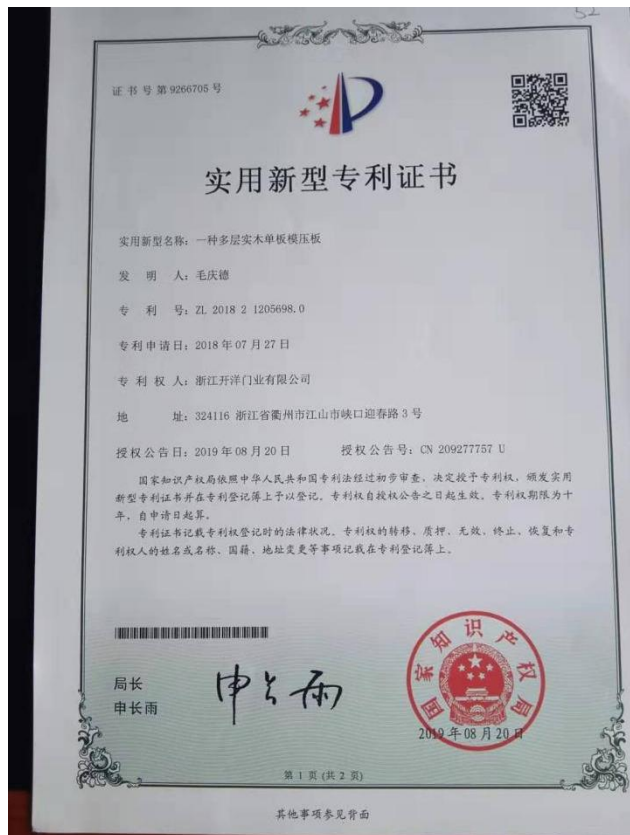 52
证书号第9266705号
实用新型专利证书
实用新型名称：一种多层实木单板模压板
发 明 人：毛庆德
专 利 号：ZL 2018 2 1205698.0
专利申请日：2018年07月27日
专 利 权 人：浙江开洋门业有限公司
地 址：324116 浙江省衢州市江山市峡口迎春路3号
授权公告日：2019年08月20日 授权公告号：CN 209277757 U
国家知识产权局依照中华人民共和国专利法经过初步审查，决定授予专利权，颁发实用
新型专利证书并在专利登记簿上予以登记。专利权自授权公告之日起生效。专利权期限为十
年，自申请日起算。
专利证书记载专利权登记时的法律状况。专利权的转移、质押、无效、终止、恢复和专
利权人的姓名或名称、国籍、地址变更等事项记载在专利登记簿上。
局长
申长雨
申长雨
国家知识产权局
2019年08月20日
第 1 页 (共 2 页)
其他事项参见背面